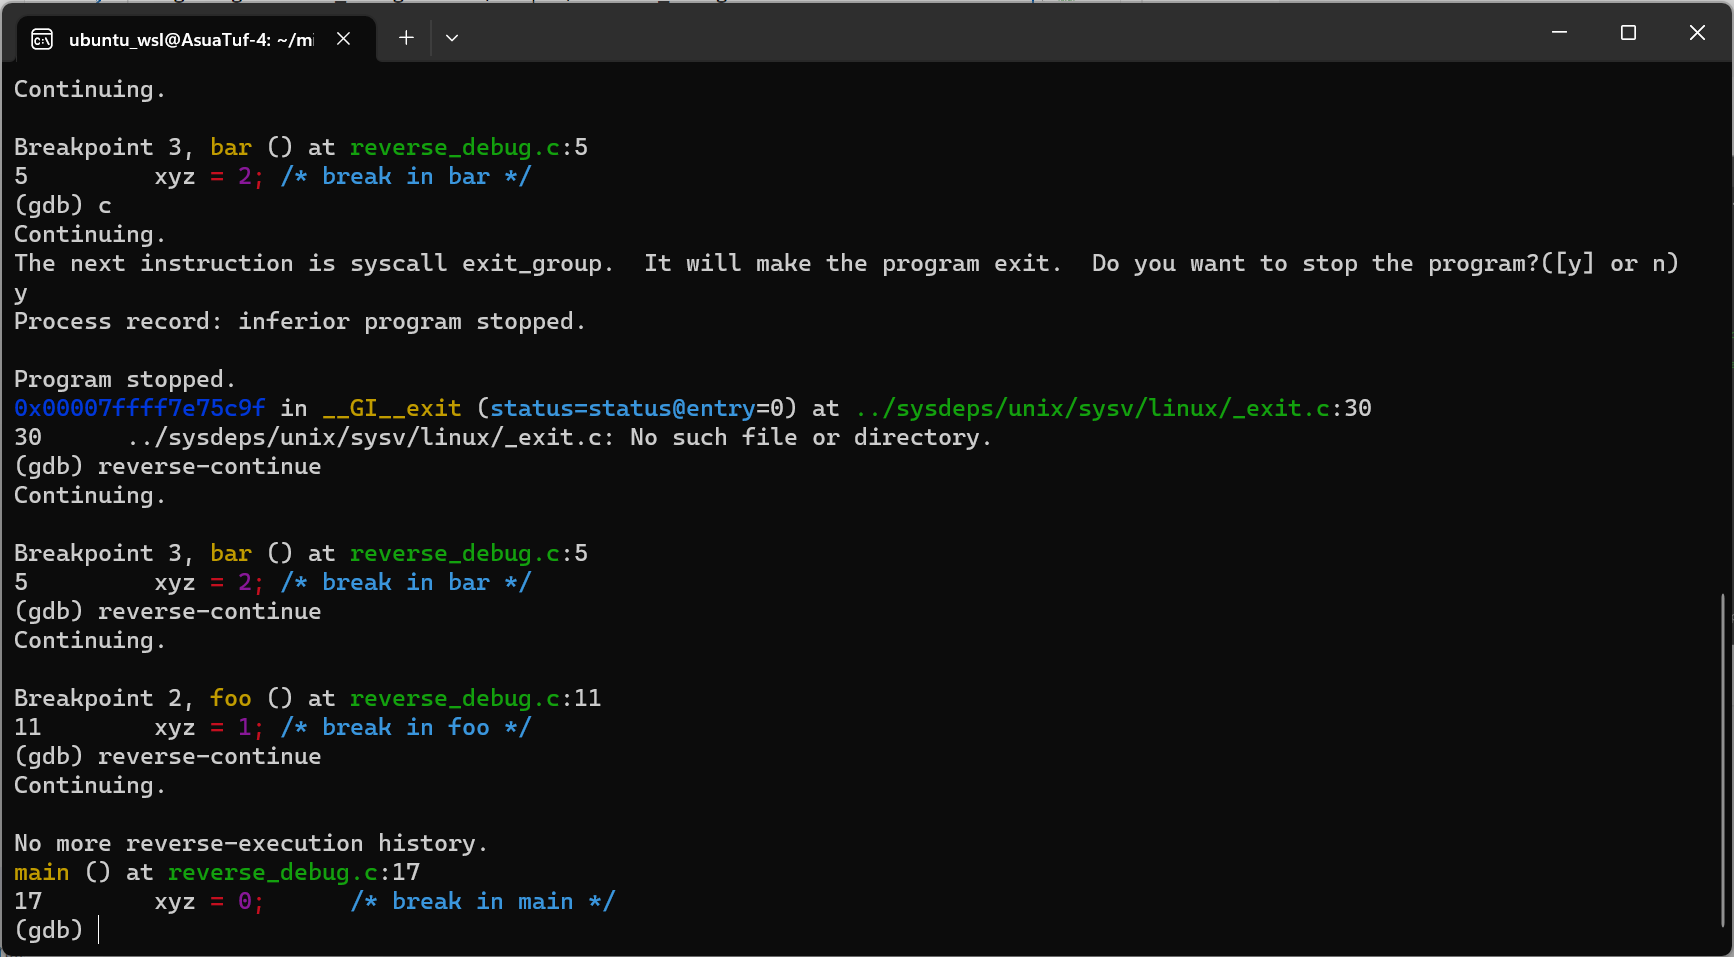 ubuntu_wsl@AsuaTuf-4: ~/mi
Continuing.
Breakpoint 3, bar () at reverse_debug.c:5
5         xyz = 2; /* break in bar */
(gdb) c
Continuing.
The next instruction is syscall exit_group.  It will make the program exit.  Do you want to stop the program?([y] or n)
y
Process record: inferior program stopped.
Program stopped.
0x00007ffff7e75c9f in __GI__exit (status=status@entry=0) at ../sysdeps/unix/sysv/linux/_exit.c:30
30      ../sysdeps/unix/sysv/linux/_exit.c: No such file or directory.
(gdb) reverse-continue
Continuing.
Breakpoint 3, bar () at reverse_debug.c:5
5         xyz = 2; /* break in bar */
(gdb) reverse-continue
Continuing.
Breakpoint 2, foo () at reverse_debug.c:11
11        xyz = 1; /* break in foo */
(gdb) reverse-continue
Continuing.
No more reverse-execution history.
main () at reverse_debug.c:17
17        xyz = 0;      /* break in main */
(gdb)